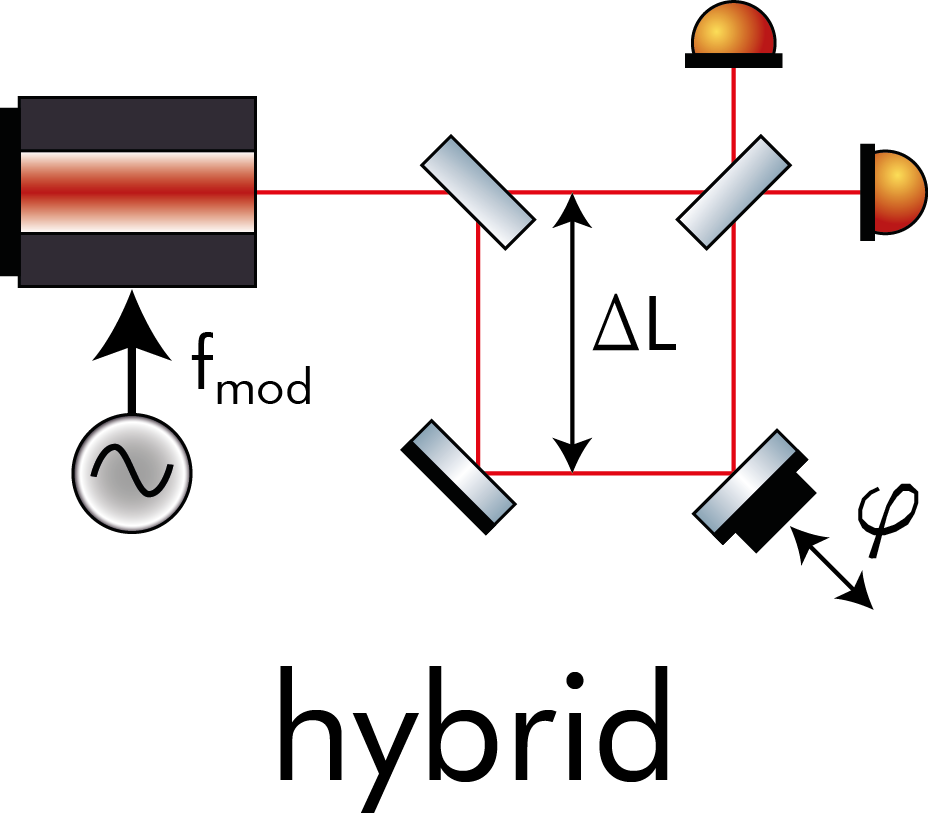 f_mod
ΔL
φ
hybrid